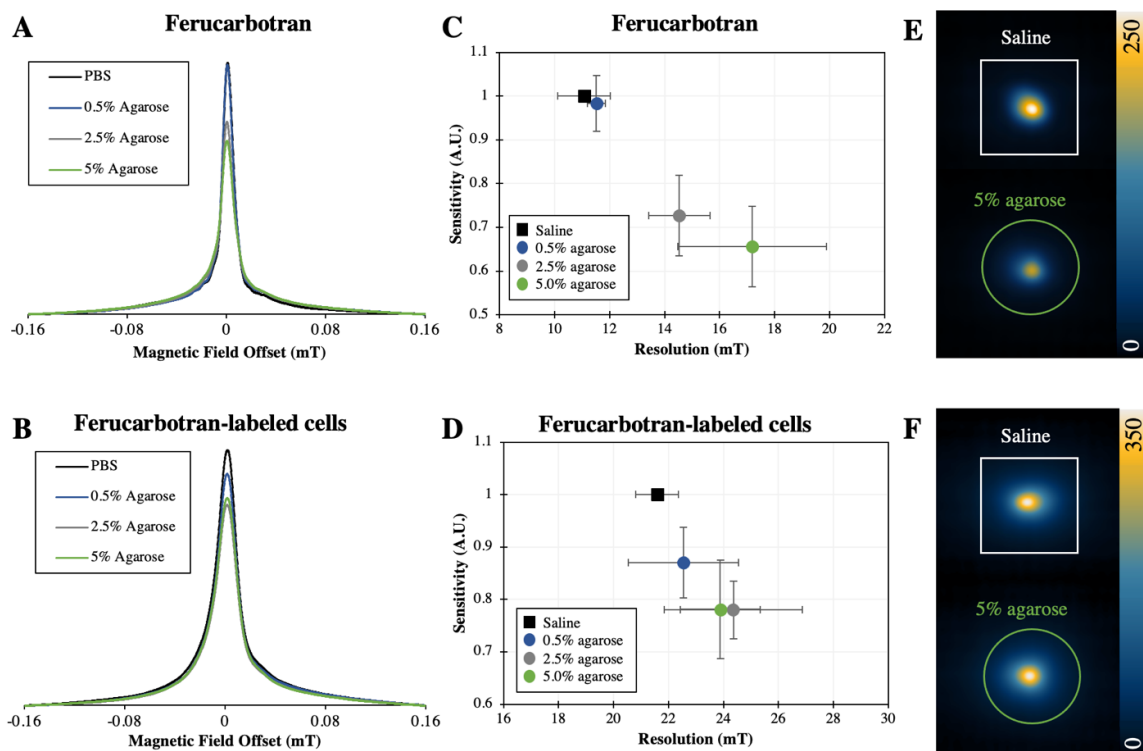 A
Ferucarbotran
PBS
0.5% Agarose
2.5% Agarose
5% Agarose
-0.16
-0.08
0
0.08
0.16
Magnetic Field Offset (mT)
C
Ferucarbotran
Sensitivity (A.U.)
1.1
1
0.9
0.8
0.7
0.6
0.5
Saline
0.5% agarose
2.5% agarose
5.0% agarose
8
10
12
14
16
18
20
22
Resolution (mT)
E
Saline
5% agarose
250
0
B
Ferucarbotran-labeled cells
PBS
0.5% Agarose
2.5% Agarose
5% Agarose
-0.16
-0.08
0
0.08
0.16
Magnetic Field Offset (mT)
D
Ferucarbotran-labeled cells
Sensitivity (A.U.)
1.1
1
0.9
0.8
0.7
0.6
Saline
0.5% agarose
2.5% agarose
5.0% agarose
16
18
20
22
24
26
28
30
Resolution (mT)
F
Saline
5% agarose
350
0